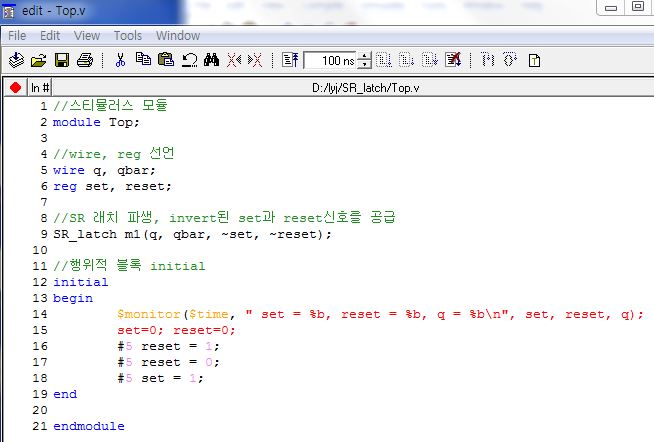 edit - Top.v
File Edit View Tools Window
100 ns
ln # D:/lyj/SR_latch/Top.v
1 //스티뮬러스 모듈
2 module Top;
3
4 //wire, reg 선언
5 wire q, qbar;
6 reg set, reset;
7
8 //SR 래치 파생, invert된 set과 reset신호를 공급
9 SR_latch m1(q, qbar, ~set, ~reset);
10
11 //행위적 블록 initial
12 initial
13 begin
14 $monitor($time, " set = %b, reset = %b, q = %b\n", set, reset, q);
15 set=0; reset=0;
16 #5 reset = 1;
17 #5 reset = 0;
18 #5 set = 1;
19 end
20
21 endmodule